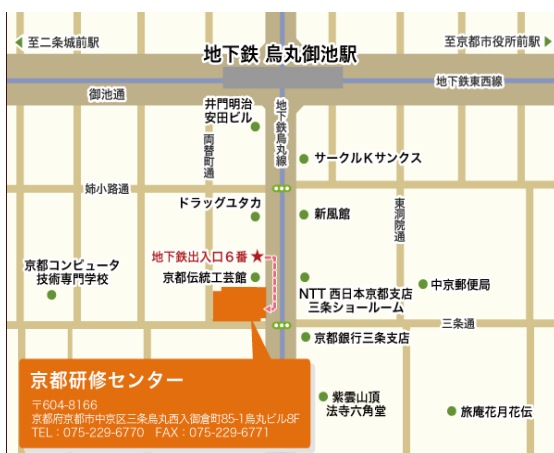 至二条城前駅
至京都市役所前駅
地下鉄 烏丸御池駅
地下鉄東西線
御池通
井門明治
安田ビル
地下鉄烏丸線
両替町通
サークルKサンクス
姉小路通
ドラッグユタカ
新風館
東洞院通
地下鉄出入口6番★
京都コンピュータ
技術専門学校
京都伝統工芸館
中京郵便局
NTT 西日本京都支店
三条ショールーム
三条通
京都銀行三条支店
京都研修センター
〒604-8166
京都府京都市中京区三条烏丸西入御倉町85-1烏丸ビル8F
TEL:075-229-6770 FAX:075-229-6771
紫雲山頂
法寺六角堂
旅庵花月花伝